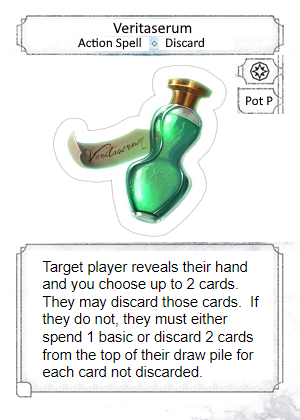 Veritaserum
Action Spell Discard
Pot P
Veritaserum
Target player reveals their hand
and you choose up to 2 cards.
They may discard those cards.  If
they do not, they must either
spend 1 basic or discard 2 cards
from the top of their draw pile for
each card not discarded.